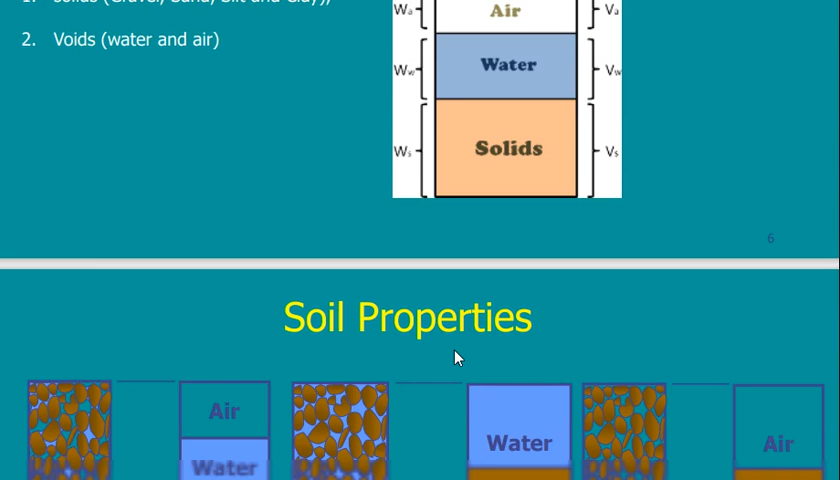 1. Solids (Gravel, Sand, Silt and Clay),
2. Voids (water and air)
Wa Air Va
Ww Water Vw
Ws Solids Vs
6
Soil Properties
Air
Water
Water
Air